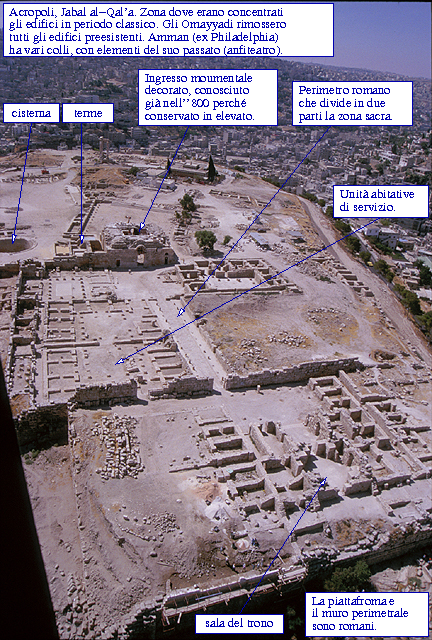 Acropoli, Jabal al-Qal'a. Zona dove erano concentrati
gli edifici in periodo classico. Gli Omayyadi rimossero
tutti gli edifici preesistenti. Amman (ex Philadelphia)
ha vari colli, con elementi del suo passato (anfiteatro).
Ingresso moumentale
decorato, conosciuto
già nell'' 800 perché
conservato in elevato.
Perimetro romano
che divide in due
parti la zona sacra.
cisterna
terme
Unità abitative
di servizio.
sala del trono
La piattafroma e
il muro perimetrale
sono romani.